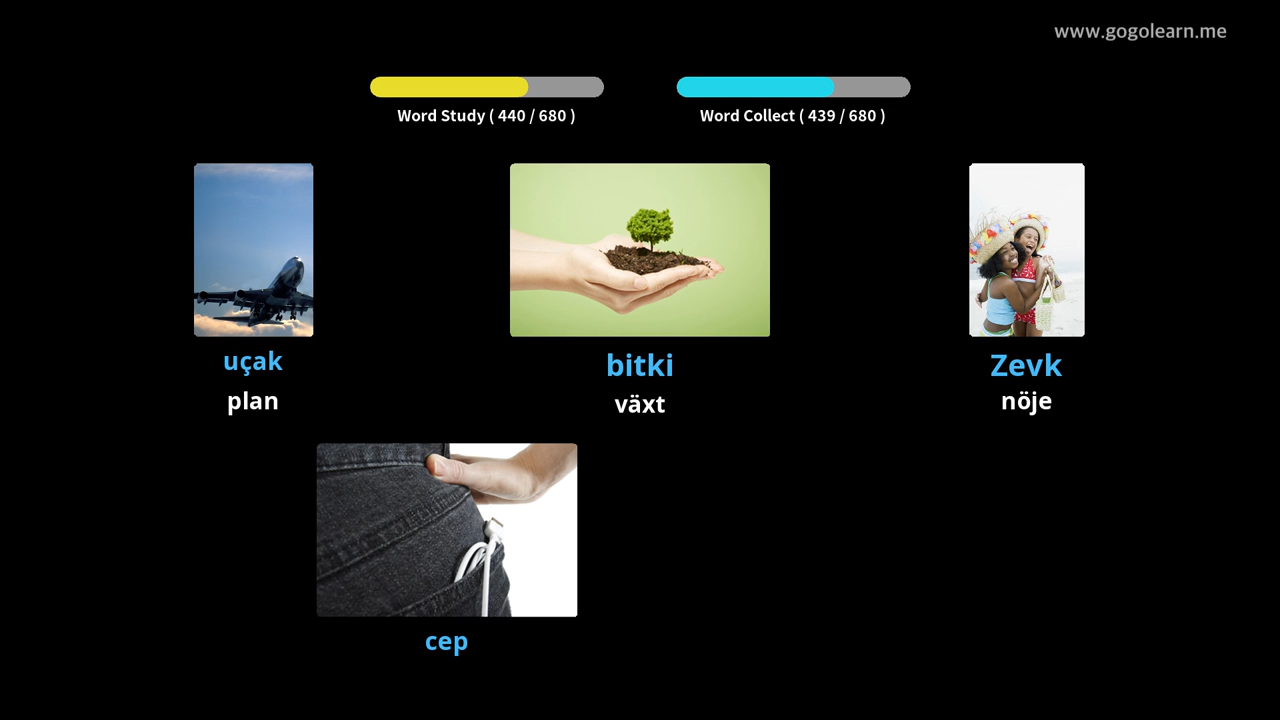 www.gogolearn.me
Word Study ( 440 / 680 )
Word Collect ( 439 / 680 )
uçak
plan
bitki
växt
Zevk
nöje
cep